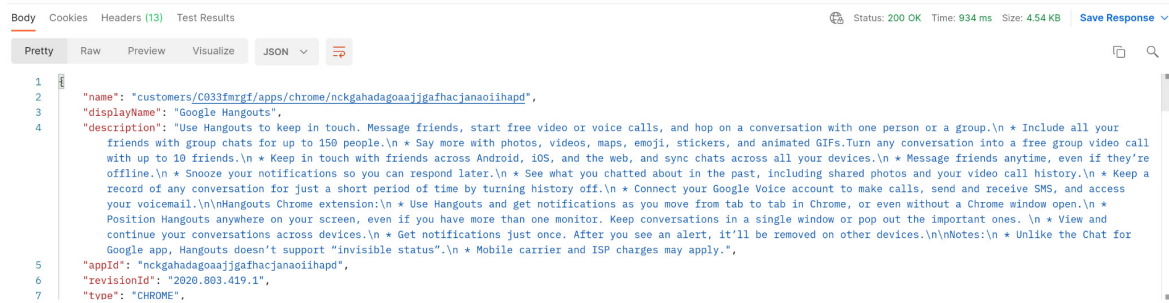 Body Cookies Headers (13) Test Results Status: 200 OK Time: 934 ms Size: 4.54 KB Save Response
Pretty Raw Preview Visualize JSON
1 {
2 "name": "customers/C033fmrgf/apps/chrome/nckgahadagoaajjgafhacjanaoiihapd",
3 "displayName": "Google Hangouts",
4 "description": "Use Hangouts to keep in touch. Message friends, start free video or voice calls, and hop on a conversation with one person or a group.\n * Include all your
friends with group chats for up to 150 people.\n * Say more with photos, videos, maps, emoji, stickers, and animated GIFs.Turn any conversation into a free group video call
with up to 10 friends.\n * Keep in touch with friends across Android, iOS, and the web, and sync chats across all your devices.\n * Message friends anytime, even if they’re
offline.\n * Snooze your notifications so you can respond later.\n * See what you chatted about in the past, including shared photos and your video call history.\n * Keep a
record of any conversation for just a short period of time by turning history off.\n * Connect your Google Voice account to make calls, send and receive SMS, and access
your voicemail.\n\nHangouts Chrome extension:\n * Use Hangouts and get notifications as you move from tab to tab in Chrome, or even without a Chrome window open.\n *
Position Hangouts anywhere on your screen, even if you have more than one monitor. Keep conversations in a single window or pop out the important ones. \n * View and
continue your conversations across devices.\n * Get notifications just once. After you see an alert, it’ll be removed on other devices.\n\nNotes:\n * Unlike the Chat for
Google app, Hangouts doesn’t support “invisible status”.\n * Mobile carrier and ISP charges may apply.",
5 "appId": "nckgahadagoaajjgafhacjanaoiihapd",
6 "revisionId": "2020.803.419.1",
7 "type": "CHROME",